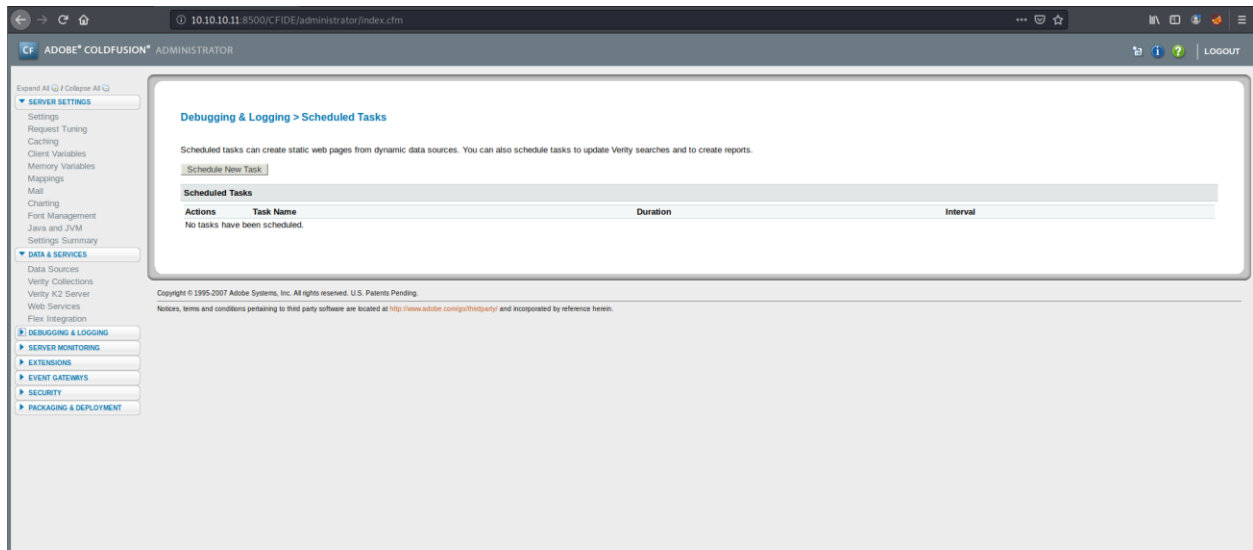 10.10.10.11:8500/CFIDE/administrator/index.cfm
CF ADOBE® COLDFUSION® ADMINISTRATOR
LOGOUT
Expand All / Collapse All
SERVER SETTINGS
Settings
Request Tuning
Caching
Client Variables
Memory Variables
Mappings
Mail
Charting
Font Management
Java and JVM
Settings Summary
DATA & SERVICES
Data Sources
Verity Collections
Verity K2 Server
Web Services
Flex Integration
DEBUGGING & LOGGING
SERVER MONITORING
EXTENSIONS
EVENT GATEWAYS
SECURITY
PACKAGING & DEPLOYMENT
Debugging & Logging > Scheduled Tasks
Scheduled tasks can create static web pages from dynamic data sources. You can also schedule tasks to update Verity searches and to create reports.
Schedule New Task
Scheduled Tasks
Actions Task Name Duration Interval
No tasks have been scheduled.
Copyright © 1995-2007 Adobe Systems, Inc. All rights reserved. U.S. Patents Pending.
Notices, terms and conditions pertaining to third party software are located at http://www.adobe.com/go/thirdparty/ and incorporated by reference herein.